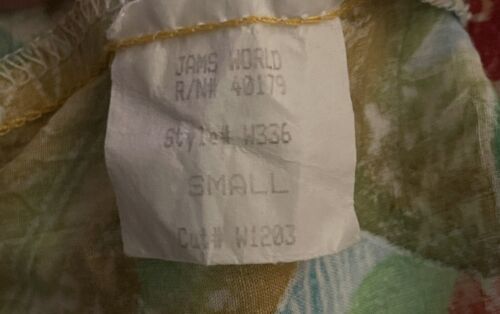 JAMS WORLD
R/N# 40179
Style# W336
SMALL
Cut# W1203